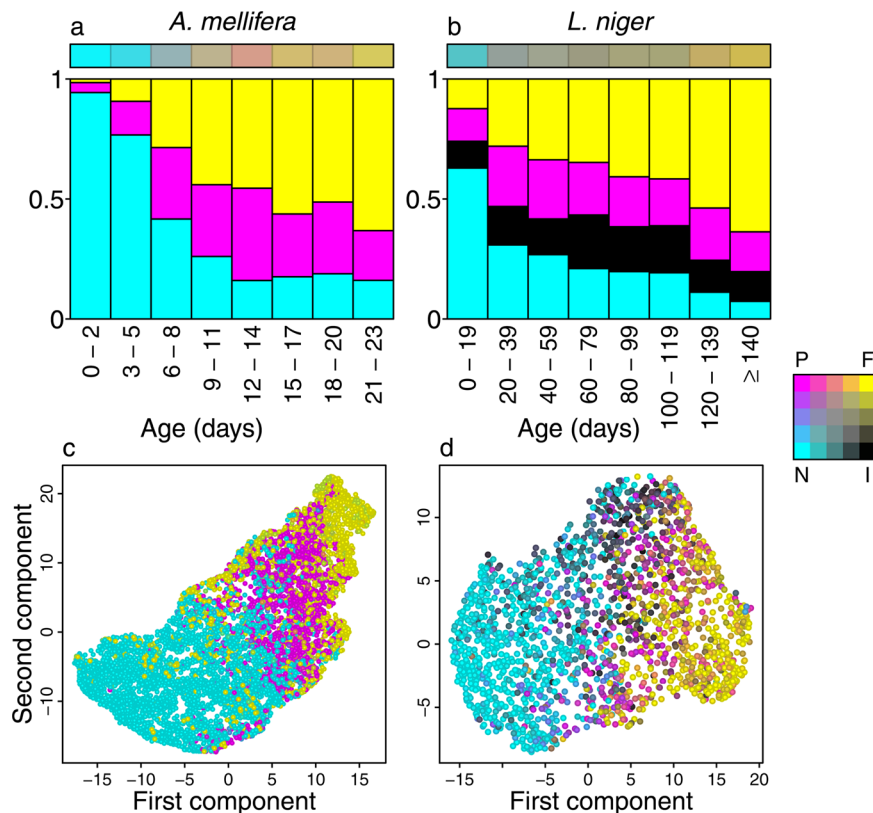 a
A. mellifera
b
L. niger
1
0.5
0
0 – 2
3 – 5
6 – 8
9 – 11
12 – 14
15 – 17
18 – 20
21 – 23
Age (days)
1
0.5
0
0 – 19
20 – 39
40 – 59
60 – 79
80 – 99
100 – 119
120 – 139
≥ 140
Age (days)
P F
N I
c
Second component
20
10
0
−10
−15 −10 −5 0 5 10 15
First component
d
10
5
0
−5
−15 −10 −5 0 5 10 15 20
First component